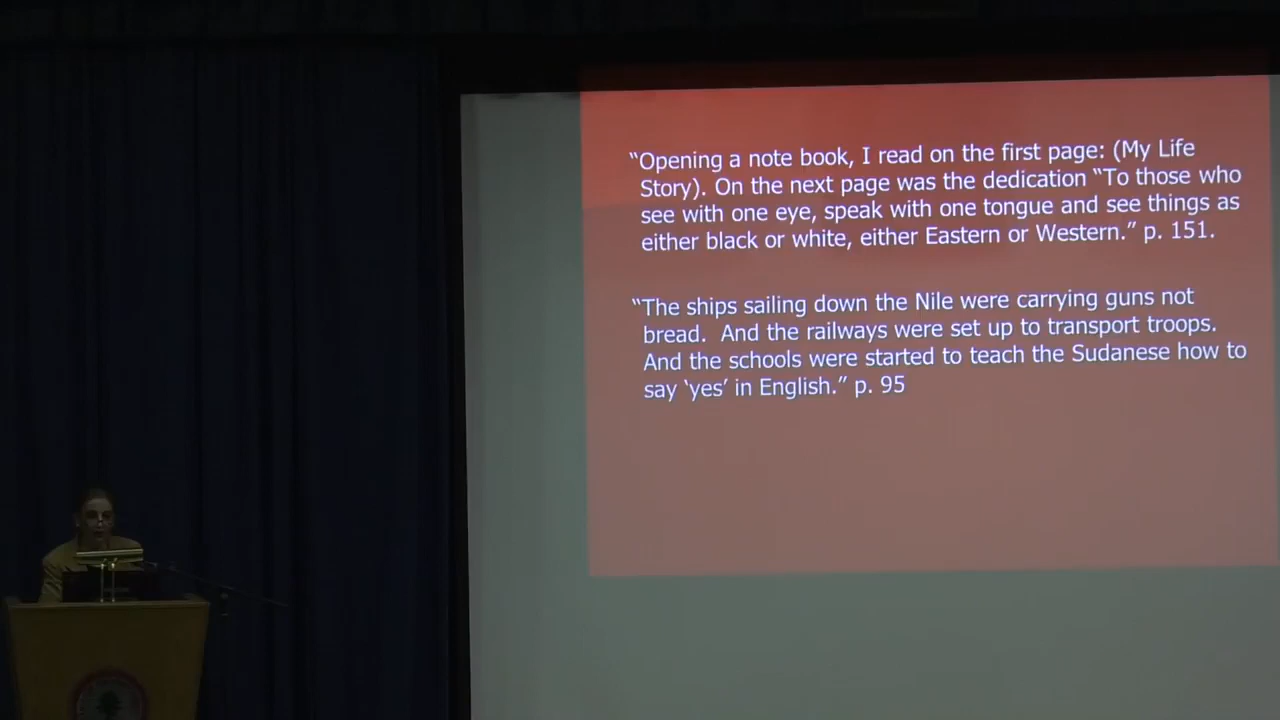 “Opening a note book, I read on the first page: (My Life
Story). On the next page was the dedication “To those who
see with one eye, speak with one tongue and see things as
either black or white, either Eastern or Western.” p. 151.
“The ships sailing down the Nile were carrying guns not
bread.  And the railways were set up to transport troops.
And the schools were started to teach the Sudanese how to
say ‘yes’ in English.” p. 95